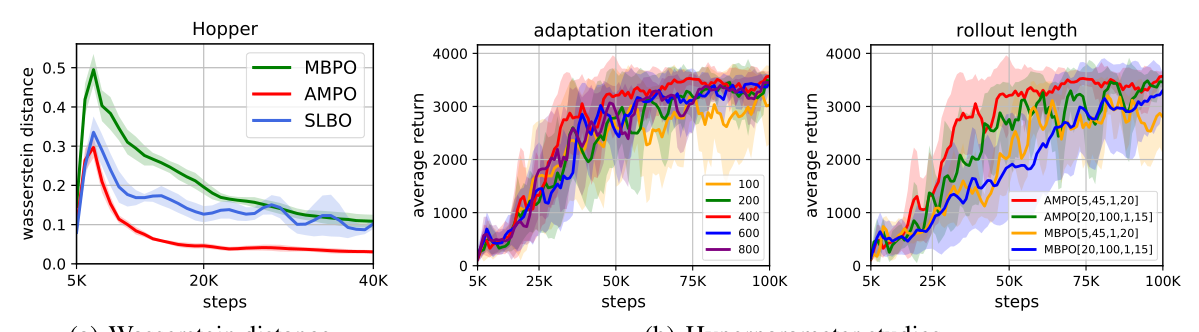 Hopper
wasserstein distance
0.5
0.4
0.3
0.2
0.1
0.0
MBPO
AMPO
SLBO
5K
20K
40K
steps
adaptation iteration
average return
4000
3000
2000
1000
0
100
200
400
600
800
5K
25K
50K
75K
100K
steps
rollout length
average return
4000
3000
2000
1000
0
AMPO[5,45,1,20]
AMPO[20,100,1,15]
MBPO[5,45,1,20]
MBPO[20,100,1,15]
5K
25K
50K
75K
100K
steps
(a) Wasserstein distance
(b) Hyperparameter studies